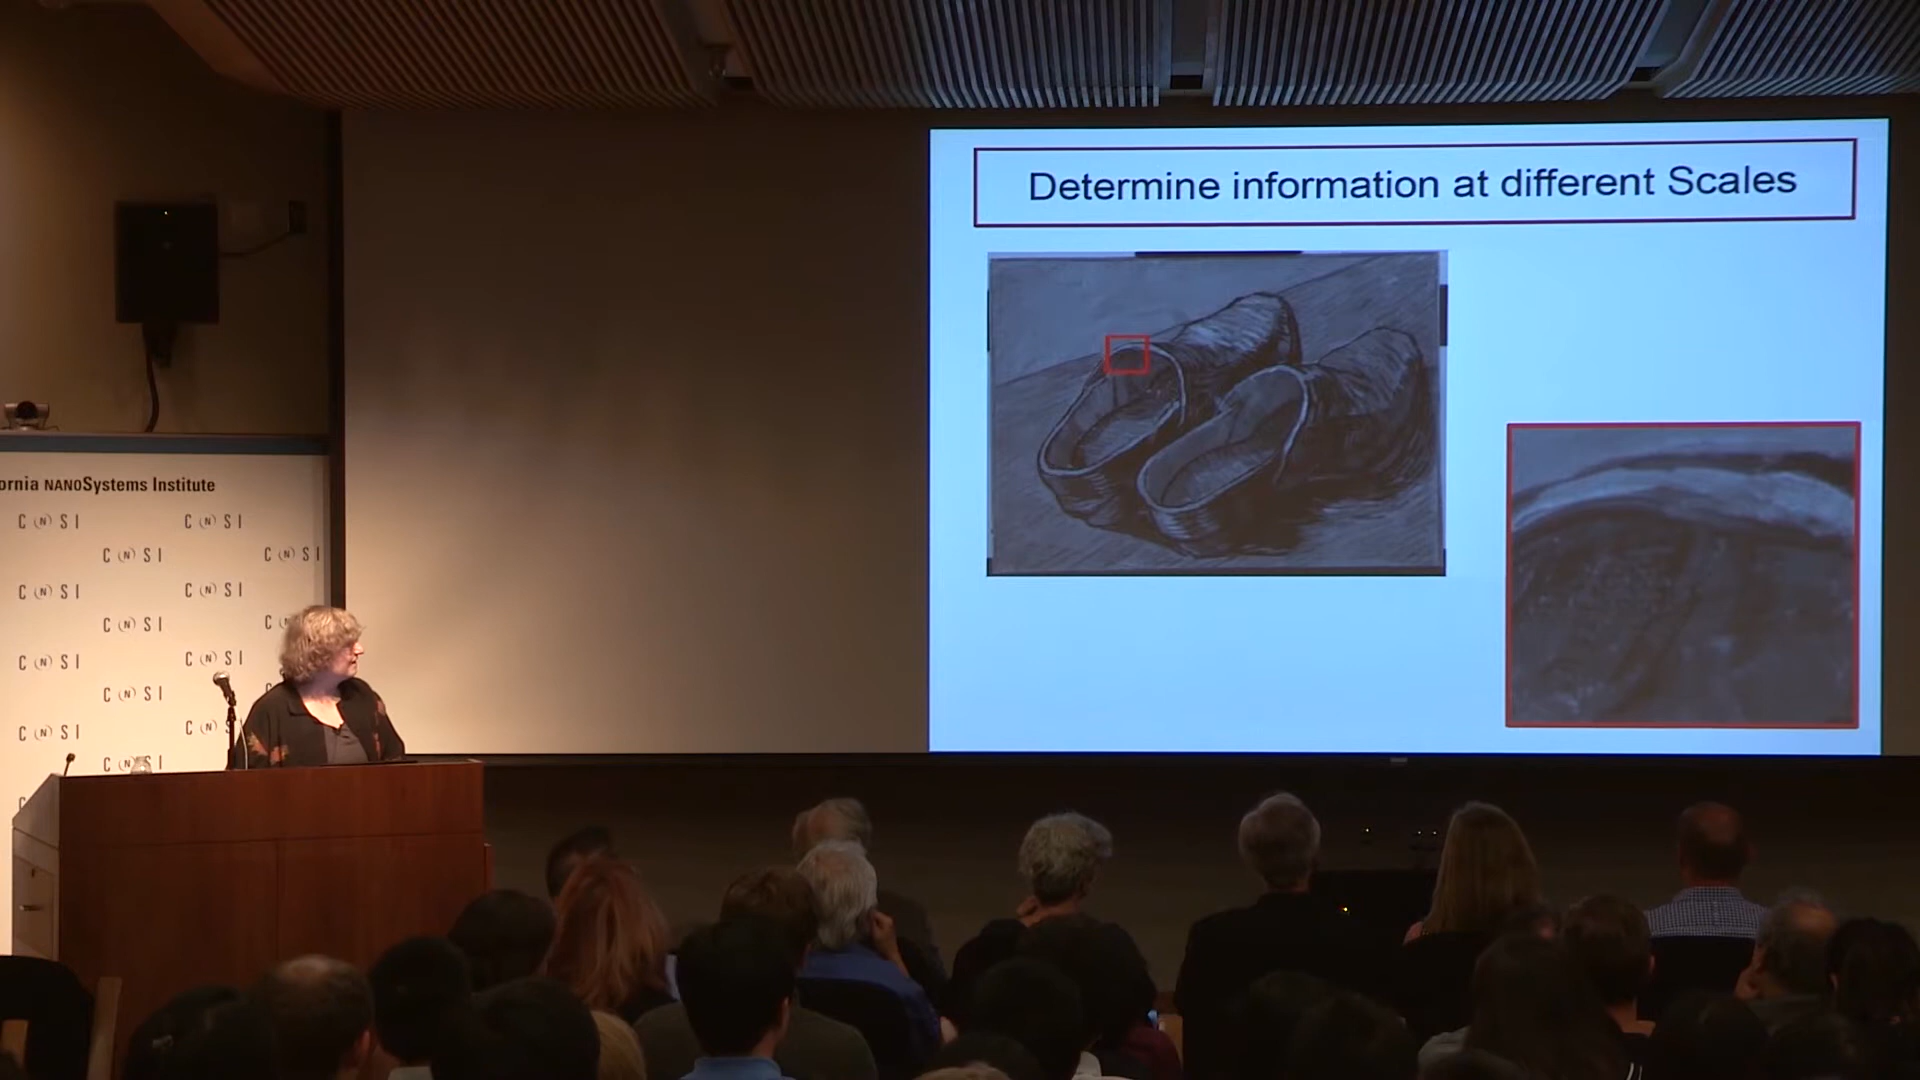 Determine information at different Scales
ornia NANOSystems Institute
C N S I C N S I
C N S I C N S I
C N S I C N S I
C N S I C
C N S I C N S I
C N S I
C N S I C N S
C N S I
C